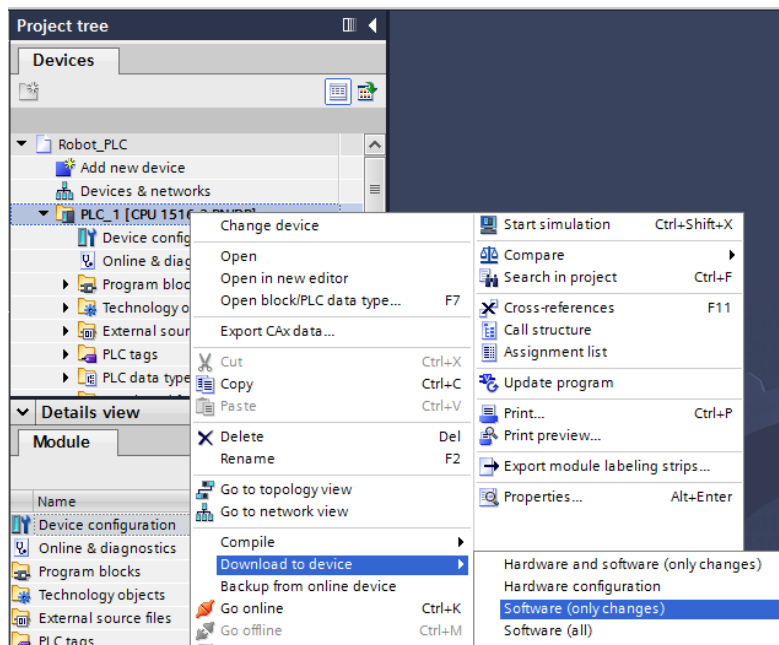 Project tree
Devices
Robot_PLC
Add new device
Devices & networks
PLC_1 [CPU 1516-3 PN/DP]
Device config
Online & diag
Program bloc
Technology o
External sour
PLC tags
PLC data type
Details view
Module
Name
Device configuration
Online & diagnostics
Program blocks
Technology objects
External source files
PLC tags
Change device
Open
Open in new editor
Open block/PLC data type... F7
Export CAx data...
Cut Ctrl+X
Copy Ctrl+C
Paste Ctrl+V
Delete Del
Rename F2
Go to topology view
Go to network view
Compile
Download to device
Backup from online device
Go online Ctrl+K
Go offline Ctrl+M
Start simulation Ctrl+Shift+X
Compare
Search in project Ctrl+F
Cross-references F11
Call structure
Assignment list
Update program
Print... Ctrl+P
Print preview...
Export module labeling strips...
Properties... Alt+Enter
Hardware and software (only changes)
Hardware configuration
Software (only changes)
Software (all)